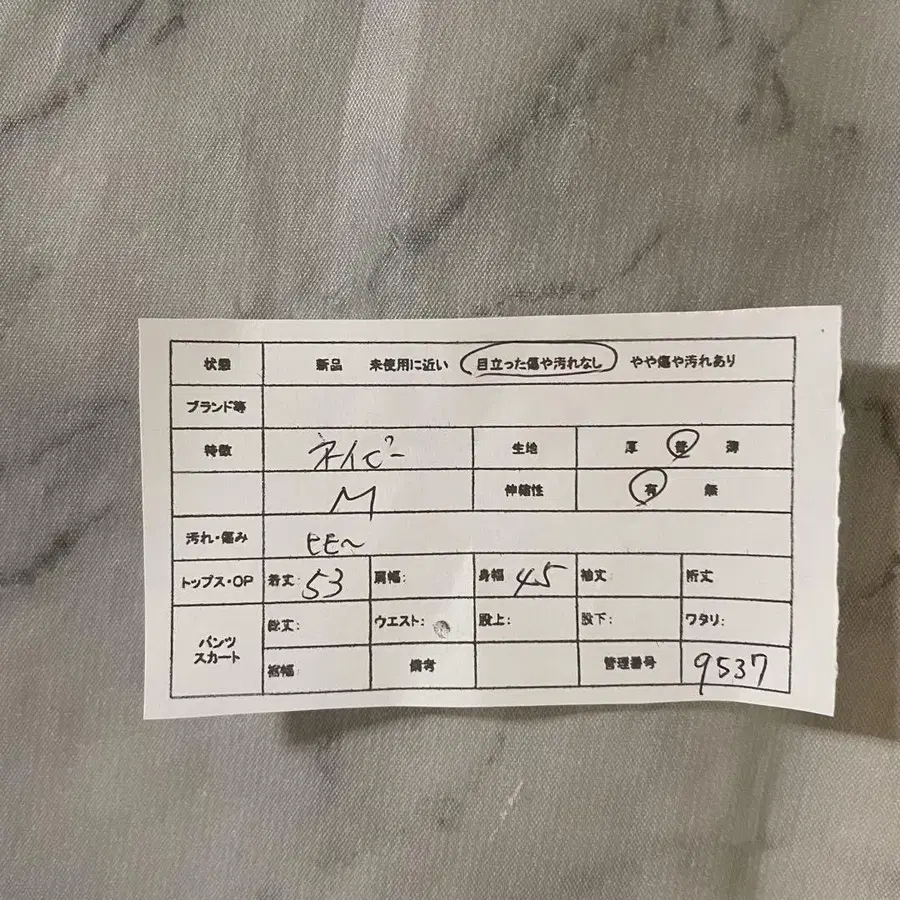 状態 新品 未使用に近い 目立った傷や汚れなし やや傷や汚れあり
ブランド等
特徴 ネイビー 生地 厚 普 薄
M 伸縮性 有 無
汚れ・傷み
トップス・OP 着丈: 53 肩幅: 身幅 45 袖丈: 裄丈
パンツ スカート 総丈: ウエスト: 股上: 股下: ワタリ:
裾幅: 備考 管理番号 9537